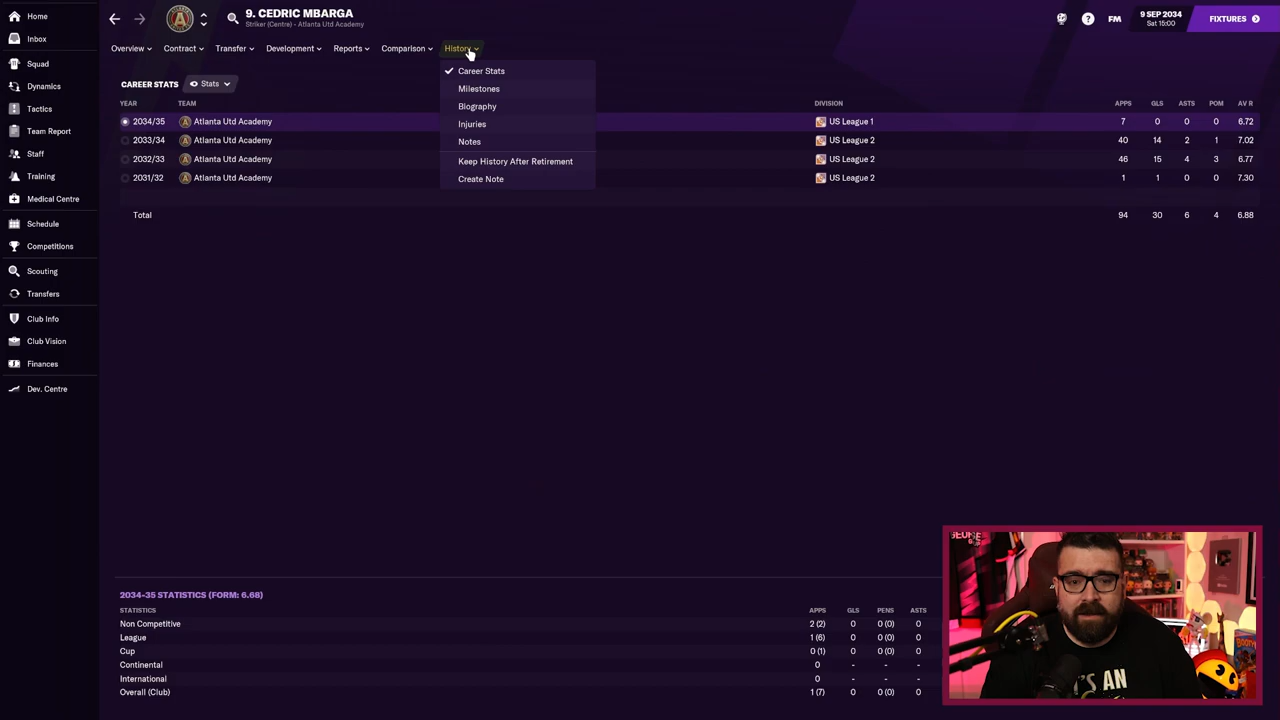 Home
Inbox
Squad
Dynamics
Tactics
Team Report
Staff
Training
Medical Centre
Schedule
Competitions
Scouting
Transfers
Club Info
Club Vision
Finances
Dev. Centre
9. CEDRIC MBARGA
Striker (Centre) - Atlanta Utd Academy
FM
9 SEP 2034
Sat 15:00
FIXTURES
Overview Contract Transfer Development Reports Comparison History
Career Stats
Milestones
Biography
Injuries
Notes
Keep History After Retirement
Create Note
CAREER STATS Stats
YEAR TEAM DIVISION APPS GLS ASTS POM AV R
2034/35 Atlanta Utd Academy US League 1 7 0 0 0 6.72
2033/34 Atlanta Utd Academy US League 2 40 14 2 1 7.02
2032/33 Atlanta Utd Academy US League 2 46 15 4 3 6.77
2031/32 Atlanta Utd Academy US League 2 1 1 0 0 7.30
Total 94 30 6 4 6.88
2034-35 STATISTICS (FORM: 6.68)
STATISTICS APPS GLS PENS ASTS
Non Competitive 2 (2) 0 0 (0) 0
League 1 (6) 0 0 (0) 0
Cup 0 (1) 0 0 (0) 0
Continental 0 - - -
International 0 - - -
Overall (Club) 1 (7) 0 0 (0) 0
IT'S AN